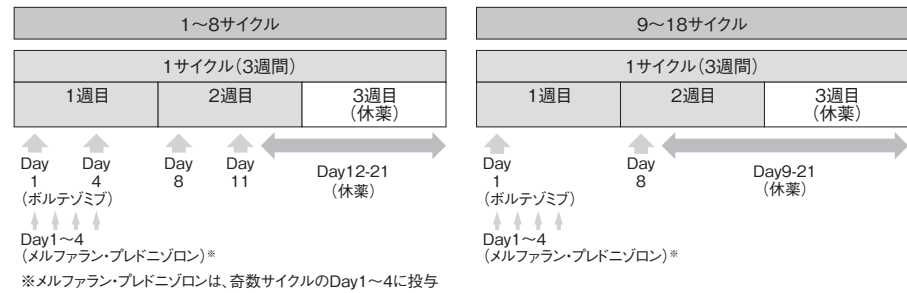 1〜8サイクル
1サイクル(3週間)
1週目
2週目
3週目
(休薬)
Day
1
Day
4
Day
8
Day
11
Day12-21
(休薬)
(ボルテゾミブ)
Day1〜4
(メルファラン・プレドニゾロン)※
※メルファラン・プレドニゾロンは、奇数サイクルのDay1〜4に投与
9〜18サイクル
1サイクル(3週間)
1週目
2週目
3週目
(休薬)
Day
1
Day
8
Day9-21
(休薬)
(ボルテゾミブ)
Day1〜4
(メルファラン・プレドニゾロン)※